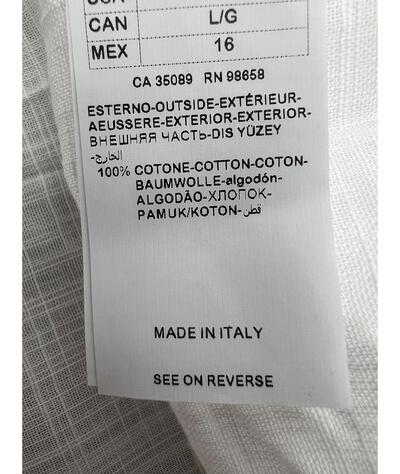 USA
CAN L/G
MEX 16
CA 35089 RN 98658
ESTERNO-OUTSIDE-EXTÉRIEUR-
AEUSSERE-EXTERIOR-EXTERIOR-
ВНЕШНЯЯ ЧАСТЬ-DIS YÜZEY
-الخارج
100% COTONE-COTTON-COTON-
BAUMWOLLE-algodón-
ALGODÃO-ХЛОПОК-
PAMUK/KOTON-قطن
MADE IN ITALY
SEE ON REVERSE